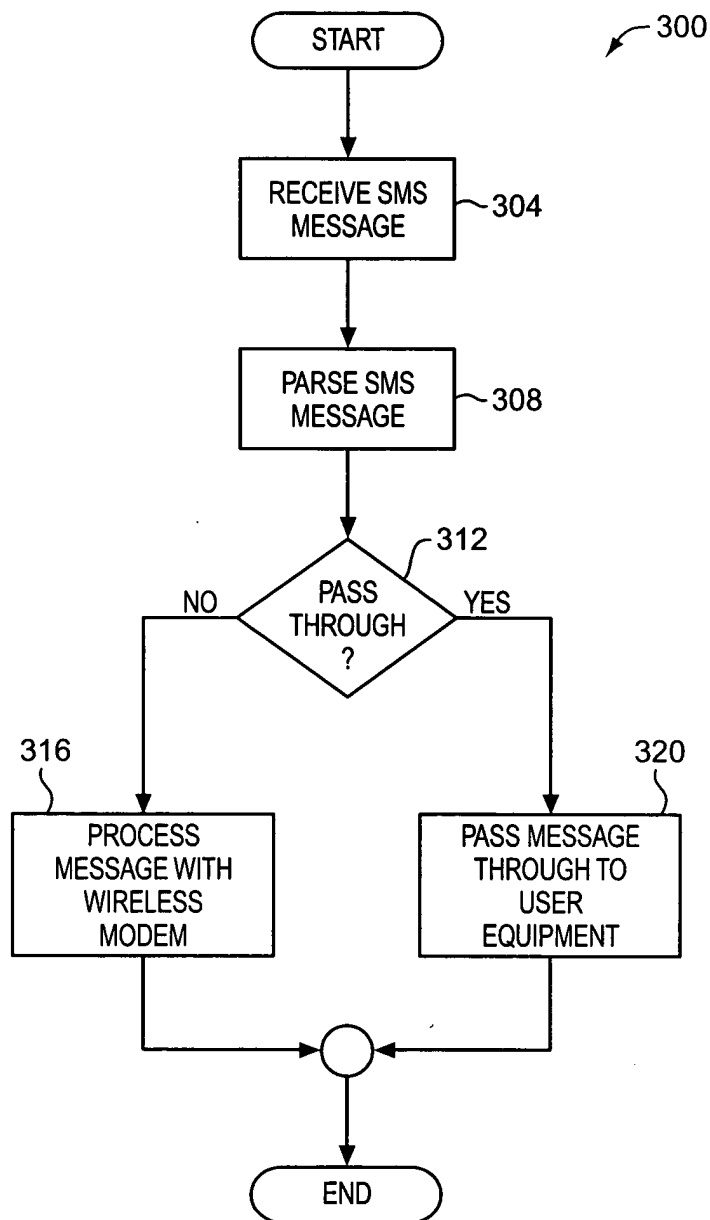 START
300
RECEIVE SMS
MESSAGE
304
PARSE SMS
MESSAGE
308
312
PASS
THROUGH
?
NO
YES
316
PROCESS
MESSAGE WITH
WIRELESS
MODEM
320
PASS MESSAGE
THROUGH TO
USER
EQUIPMENT
END